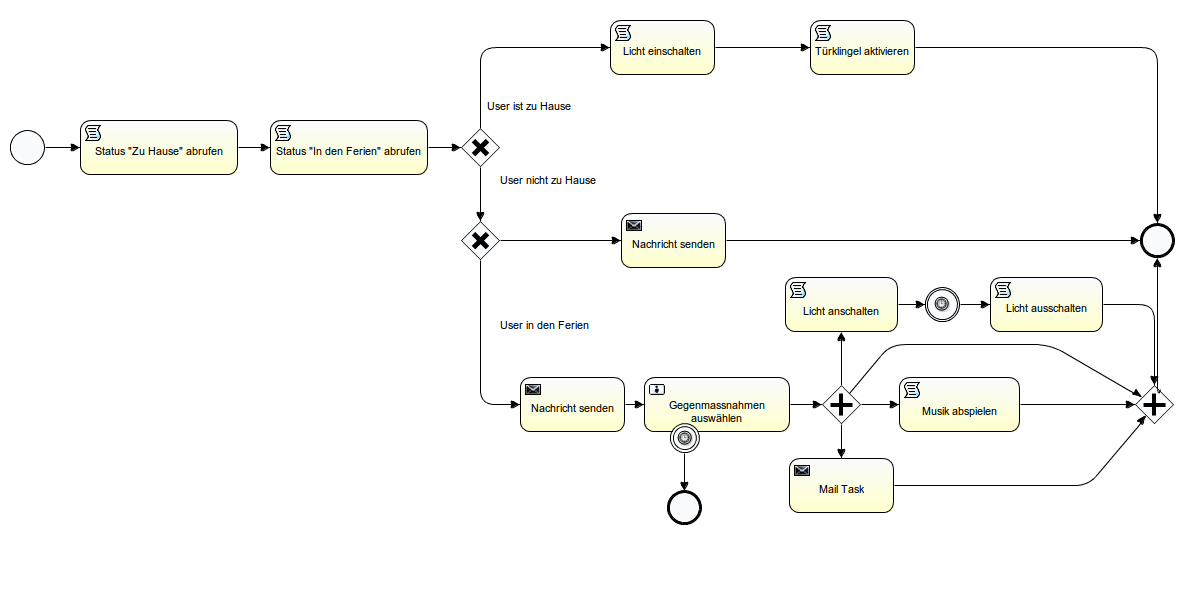 Licht einschalten
Türklingel aktivieren
User ist zu Hause
Status "Zu Hause" abrufen
Status "In den Ferien" abrufen
User nicht zu Hause
Nachricht senden
Licht anschalten
Licht ausschalten
User in den Ferien
Nachricht senden
Gegenmassnahmen
auswählen
Musik abspielen
Mail Task